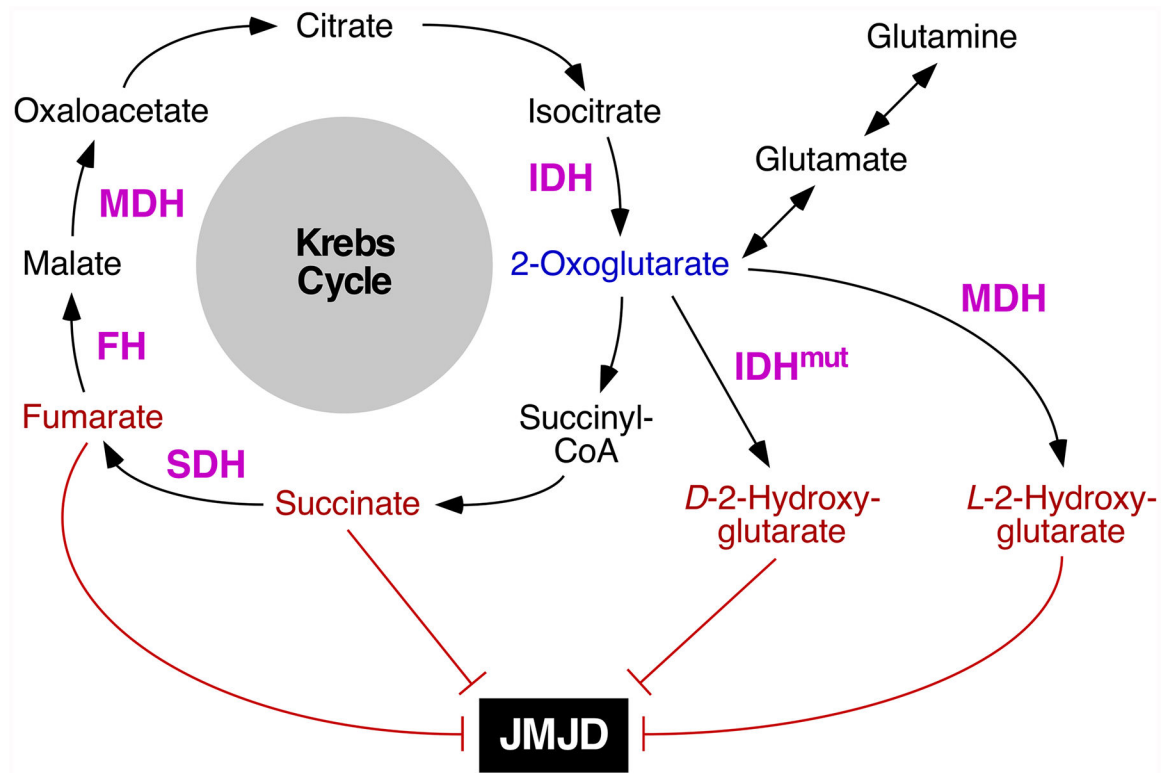 Citrate
Glutamine
Oxaloacetate
Isocitrate
Glutamate
IDH
MDH
Krebs
Cycle
Malate
2-Oxoglutarate
MDH
FH
IDHmut
Fumarate
Succinyl-
CoA
SDH
Succinate
D-2-Hydroxy-
glutarate
L-2-Hydroxy-
glutarate
JMJD